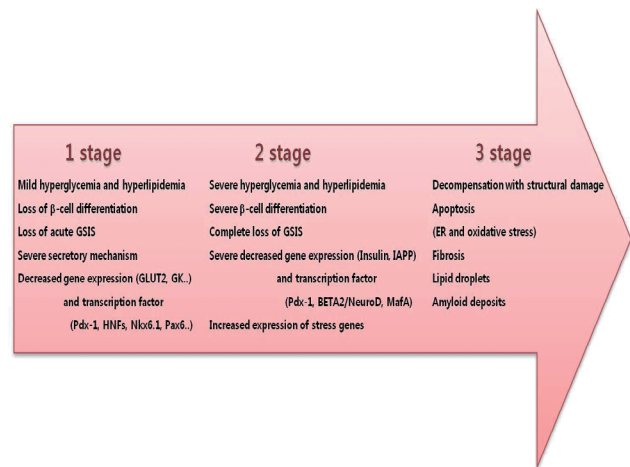 1 stage
Mild hyperglycemia and hyperlipidemia
Loss of β-cell differentiation
Loss of acute GSIS
Severe secretory mechanism
Decreased gene expression (GLUT2, GK..)
and transcription factor
(Pdx-1, HNFs, Nkx6.1, Pax6..)
2 stage
Severe hyperglycemia and hyperlipidemia
Severe β-cell differentiation
Complete loss of GSIS
Severe decreased gene expression (Insulin, IAPP)
and transcription factor
(Pdx-1, BETA2/NeuroD, MafA)
Increased expression of stress genes
3 stage
Decompensation with structural damage
Apoptosis
(ER and oxidative stress)
Fibrosis
Lipid droplets
Amyloid deposits